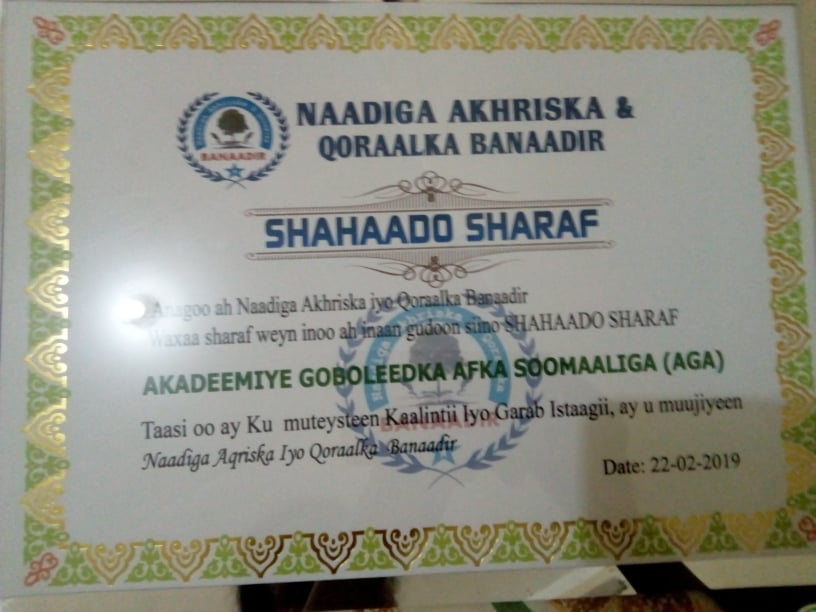 NAADIGA AKHRISKA &
QORAALKA BANAADIR
BANAADIR
SHAHAADO SHARAF
Anagoo ah Naadiga Akhriska iyo Qoraalka Banaadir
Waxaa sharaf weyn inoo ah inaan gudoon siino SHAHAADO SHARAF
AKADEEMIYE GOBOLEEDKA AFKA SOOMAALIGA (AGA)
Taasi oo ay Ku muteysteen Kaalintii Iyo Garab Istaagii, ay u muujiyeen
Naadiga Aqriska Iyo Qoraalka Banaadir
BANAADIR
Date: 22-02-2019